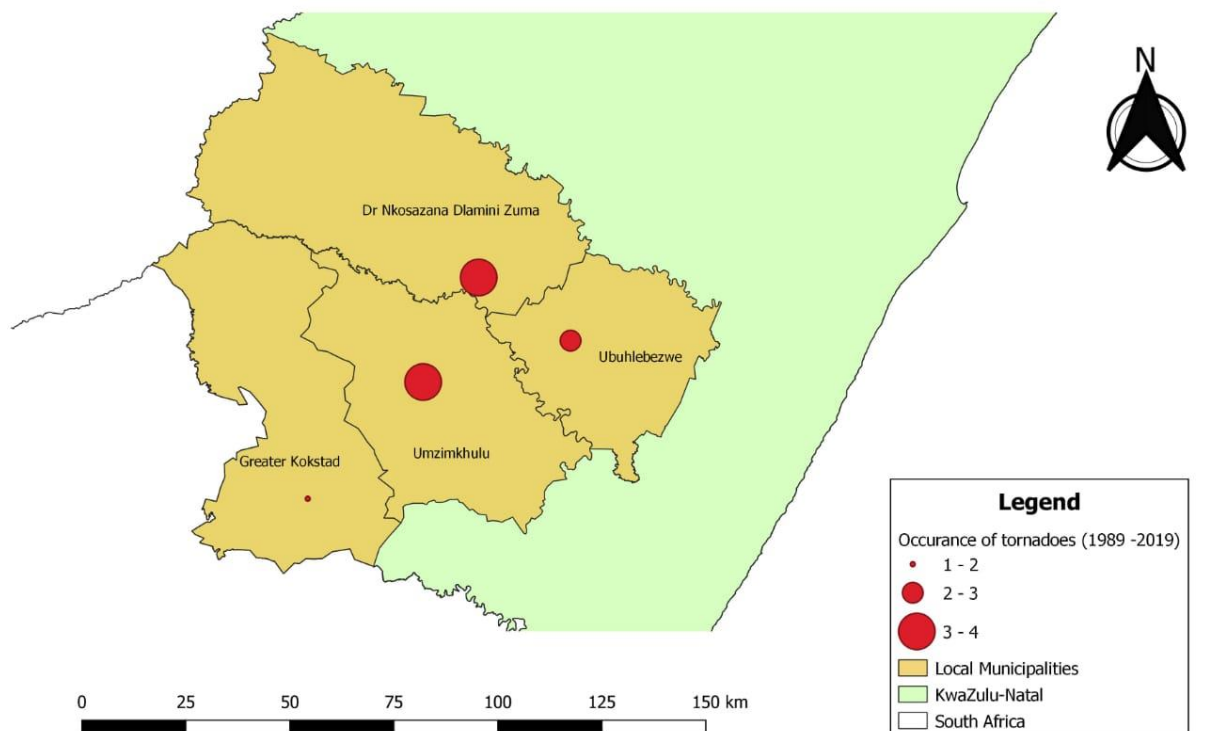 N
Dr Nkosazana Dlamini Zuma
Ubuhlebezwe
Umzimkhulu
Greater Kokstad
Legend
Occurance of tornadoes (1989 -2019)
1 - 2
2 - 3
3 - 4
Local Municipalities
KwaZulu-Natal
South Africa
0 25 50 75 100 125 150 km